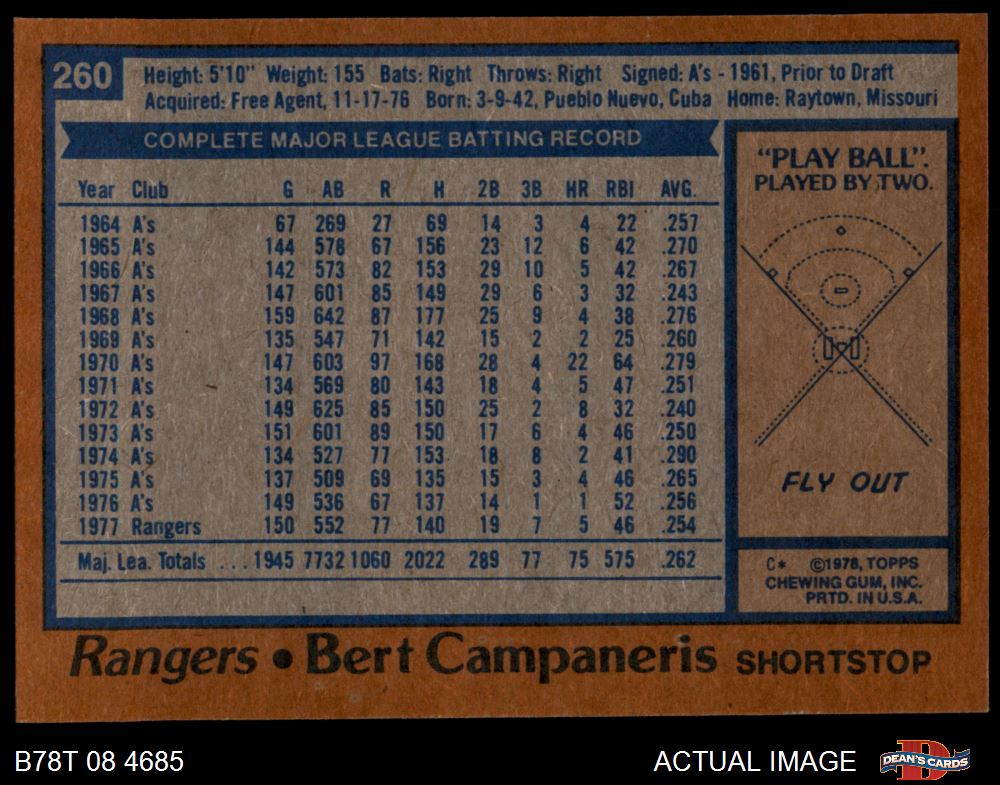 260
Height: 5'10" Weight: 155 Bats: Right Throws: Right Signed: A's - 1961, Prior to Draft
Acquired: Free Agent, 11-17-76 Born: 3-9-42, Pueblo Nuevo, Cuba Home: Raytown, Missouri
COMPLETE MAJOR LEAGUE BATTING RECORD
Year Club G AB R H 2B 3B HR RBI AVG.
1964 A's 67 269 27 69 14 3 4 22 .257
1965 A's 144 578 67 156 23 12 6 42 .270
1966 A's 142 573 82 153 29 10 5 42 .267
1967 A's 147 601 85 149 29 6 3 32 .243
1968 A's 159 642 87 177 25 9 4 38 .276
1969 A's 135 547 71 142 15 2 2 25 .260
1970 A's 147 603 97 168 28 4 22 64 .279
1971 A's 134 569 80 143 18 4 5 47 .251
1972 A's 149 625 85 150 25 2 8 32 .240
1973 A's 151 601 89 150 17 6 4 46 .250
1974 A's 134 527 77 153 18 8 2 41 .290
1975 A's 137 509 69 135 15 3 4 46 .265
1976 A's 149 536 67 137 14 1 1 52 .256
1977 Rangers 150 552 77 140 19 7 5 46 .254
Maj. Lea. Totals ... 1945 7732 1060 2022 289 77 75 575 .262
"PLAY BALL".
PLAYED BY TWO.
FLY OUT
C* ©1978, TOPPS
CHEWING GUM, INC.
PRTD. IN U.S.A.
Rangers • Bert Campaneris SHORTSTOP
B78T 08 4685
ACTUAL IMAGE
DEAN'S CARDS